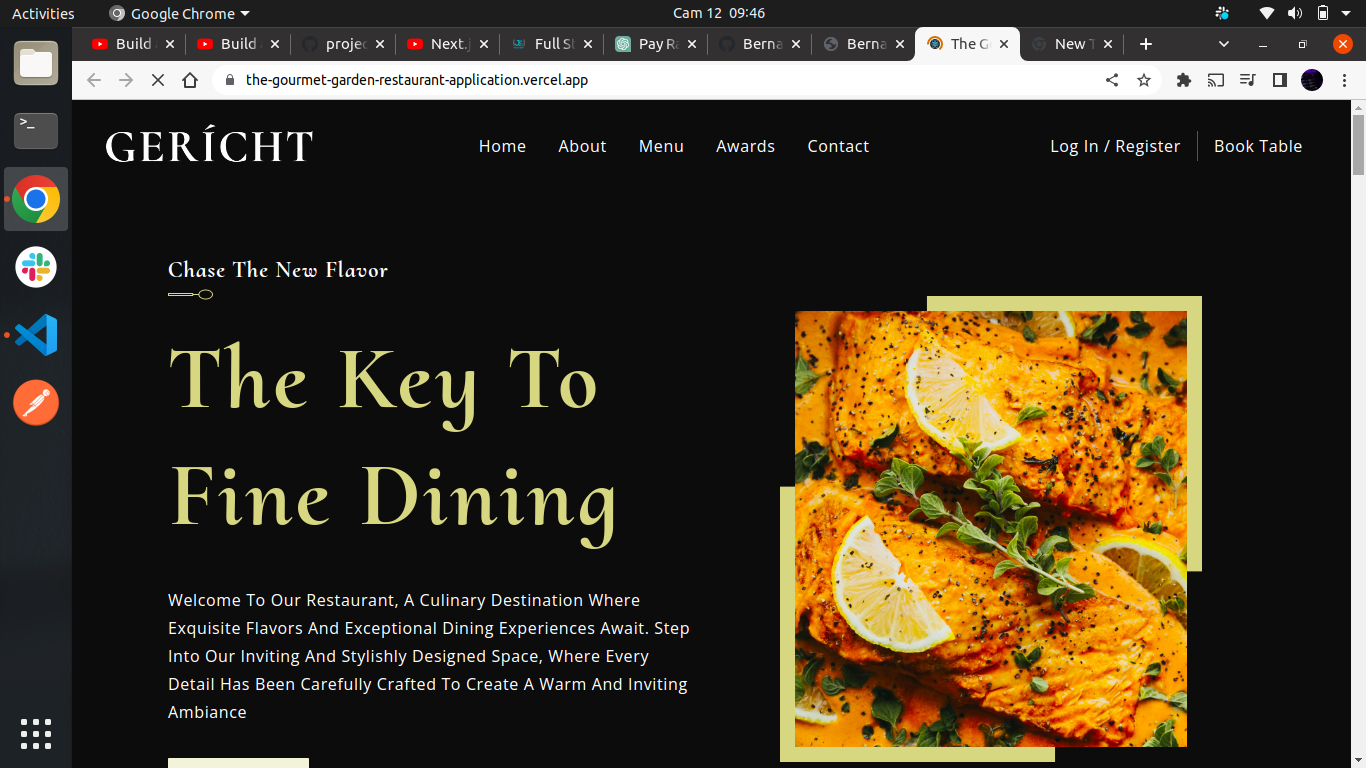 Activities
Google Chrome
Cam 12 09:46
Build
Build
projec
Next.j
Full St
Pay Ra
Berna
Berna
The G
New T
the-gourmet-garden-restaurant-application.vercel.app
GERÍCHT
Home
About
Menu
Awards
Contact
Log In / Register
Book Table
Chase The New Flavor
The Key To
Fine Dining
Welcome To Our Restaurant, A Culinary Destination Where
Exquisite Flavors And Exceptional Dining Experiences Await. Step
Into Our Inviting And Stylishly Designed Space, Where Every
Detail Has Been Carefully Crafted To Create A Warm And Inviting
Ambiance